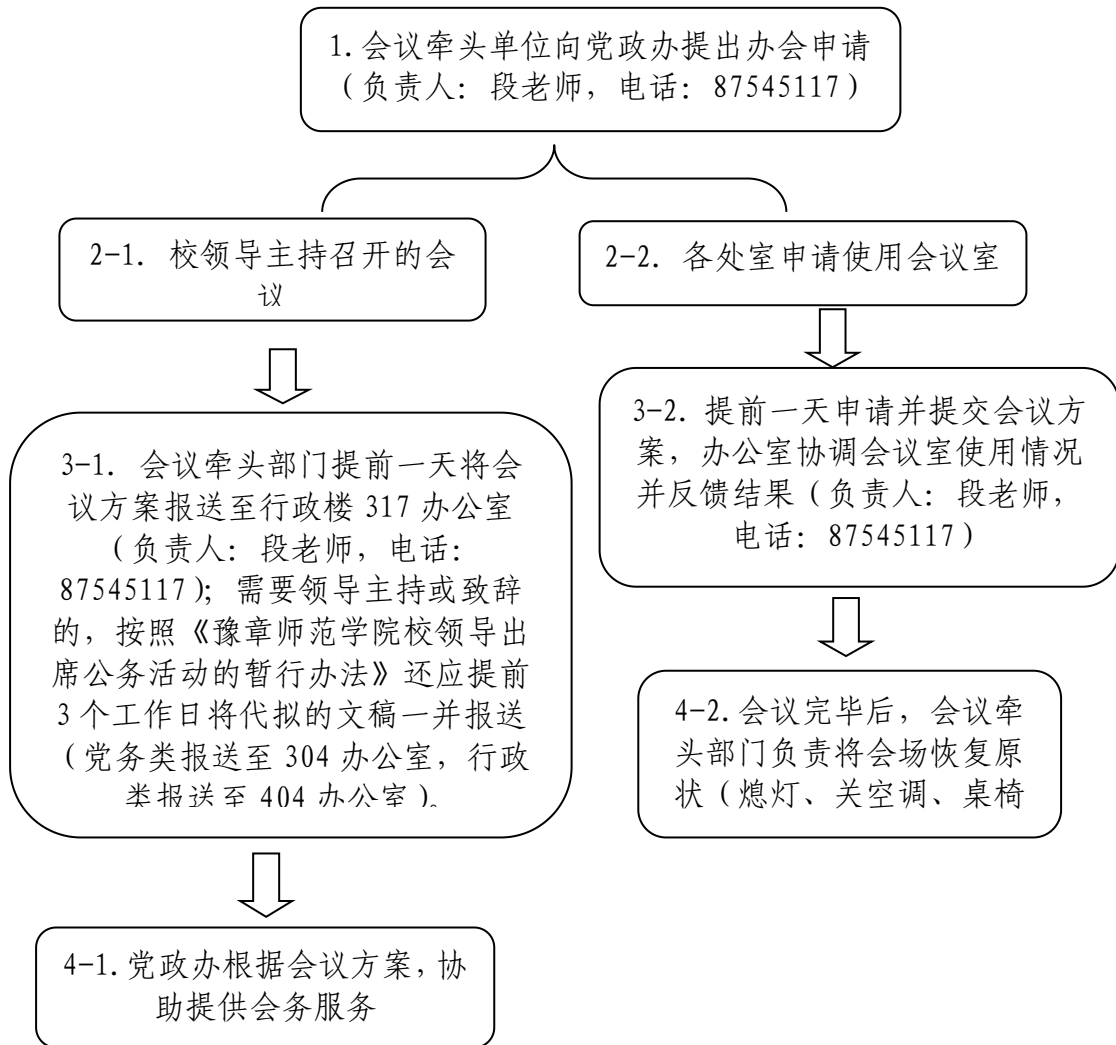 1.会议牵头单位向党政办提出办会申请
（负责人：段老师，电话：87545117）
2-1. 校领导主持召开的会
议
2-2. 各处室申请使用会议室
3-1. 会议牵头部门提前一天将会
议方案报送至行政楼 317 办公室
（负责人：段老师，电话：
87545117）；需要领导主持或致辞
的，按照《豫章师范学院校领导出
席公务活动的暂行办法》还应提前
3 个工作日将代拟的文稿一并报送
（党务类报送至 304 办公室，行政
类报送至 404 办公室）。
3-2. 提前一天申请并提交会议方
案，办公室协调会议室使用情况
并反馈结果（负责人：段老师，
电话：87545117）
4-2.会议完毕后，会议牵
头部门负责将会场恢复原
状（熄灯、关空调、桌椅
4-1.党政办根据会议方案，协
助提供会务服务